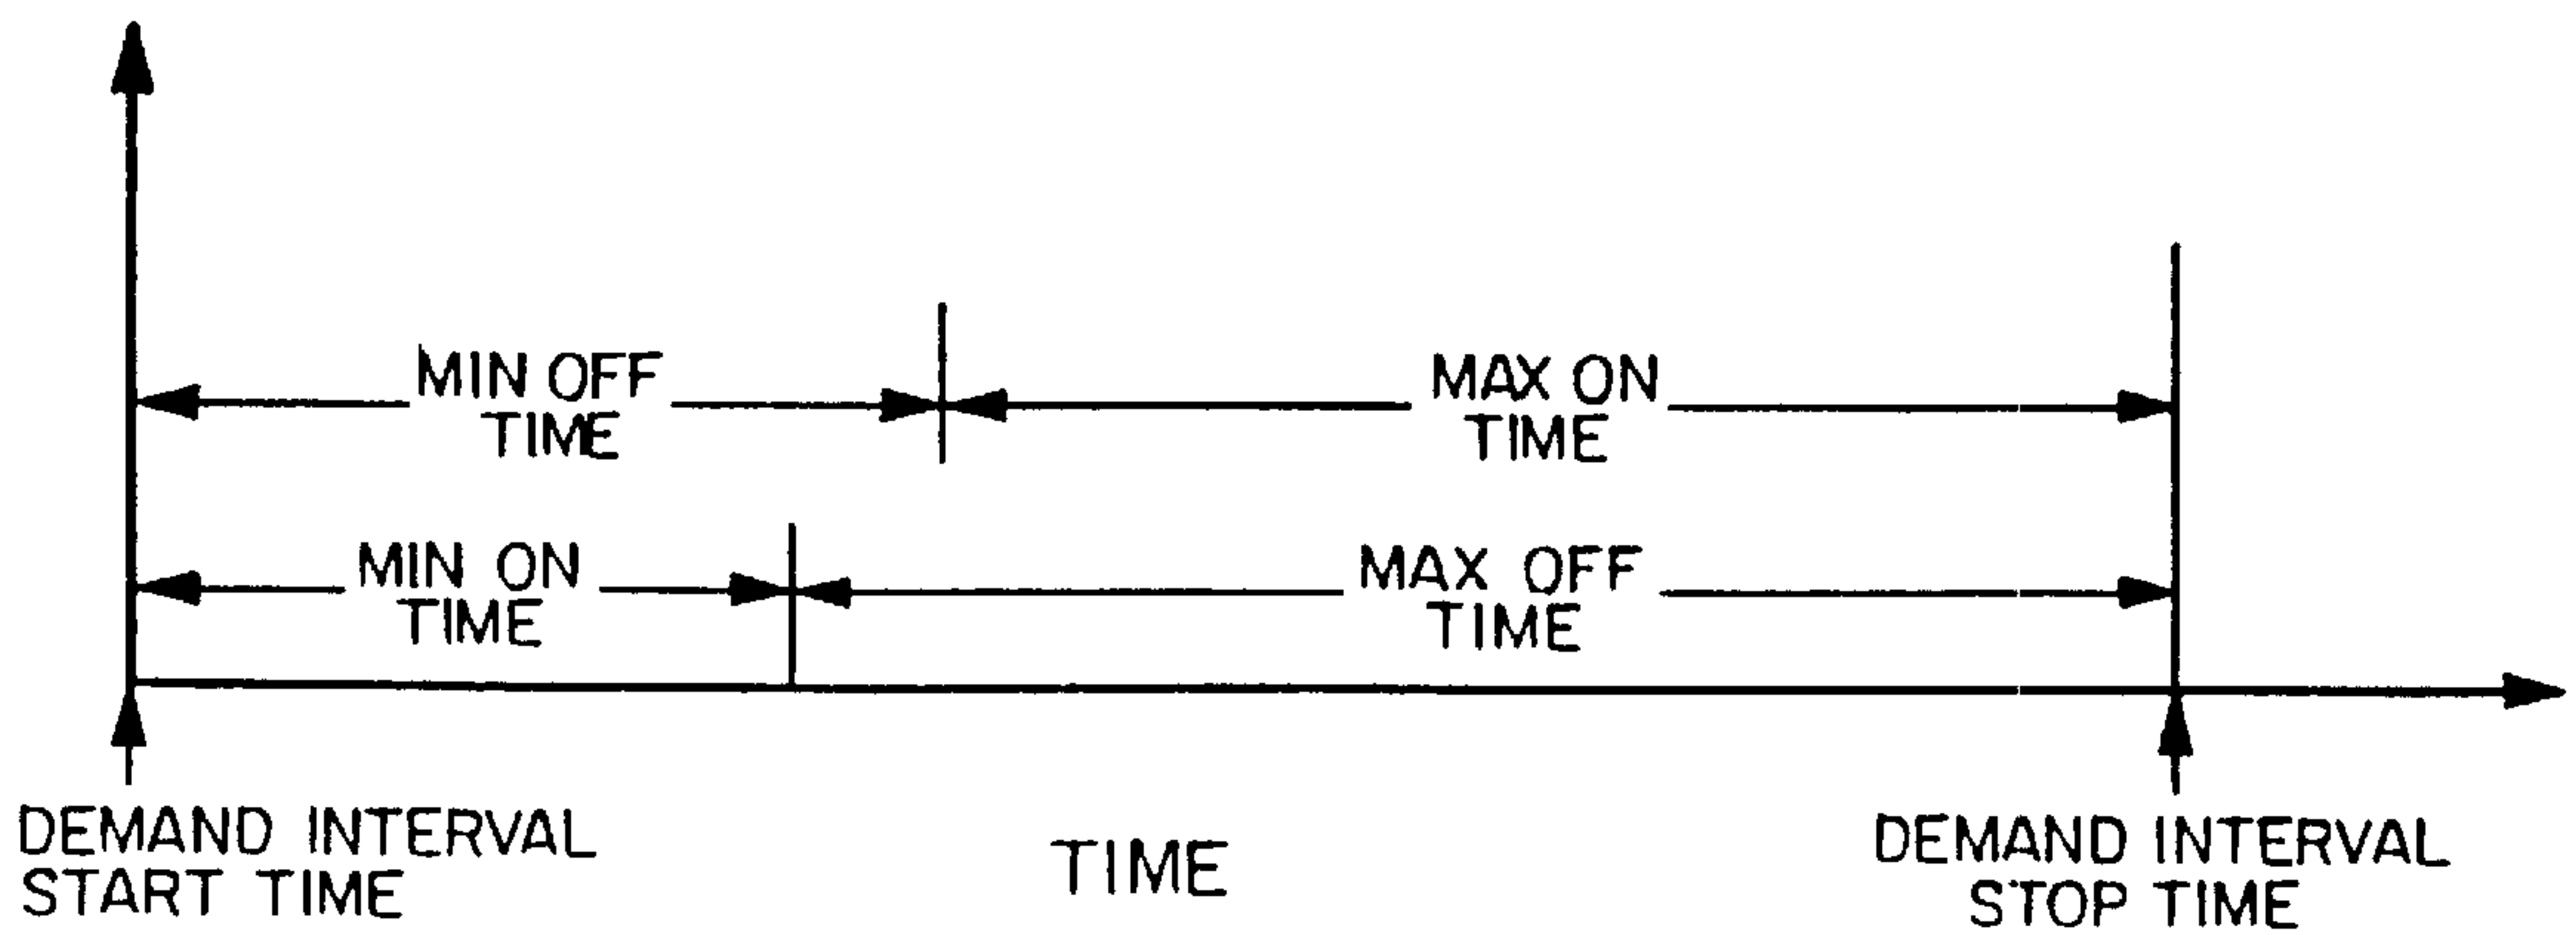 MIN OFF
TIME
MAX ON
TIME
MIN ON
TIME
MAX OFF
TIME
DEMAND INTERVAL
START TIME
TIME
DEMAND INTERVAL
STOP TIME